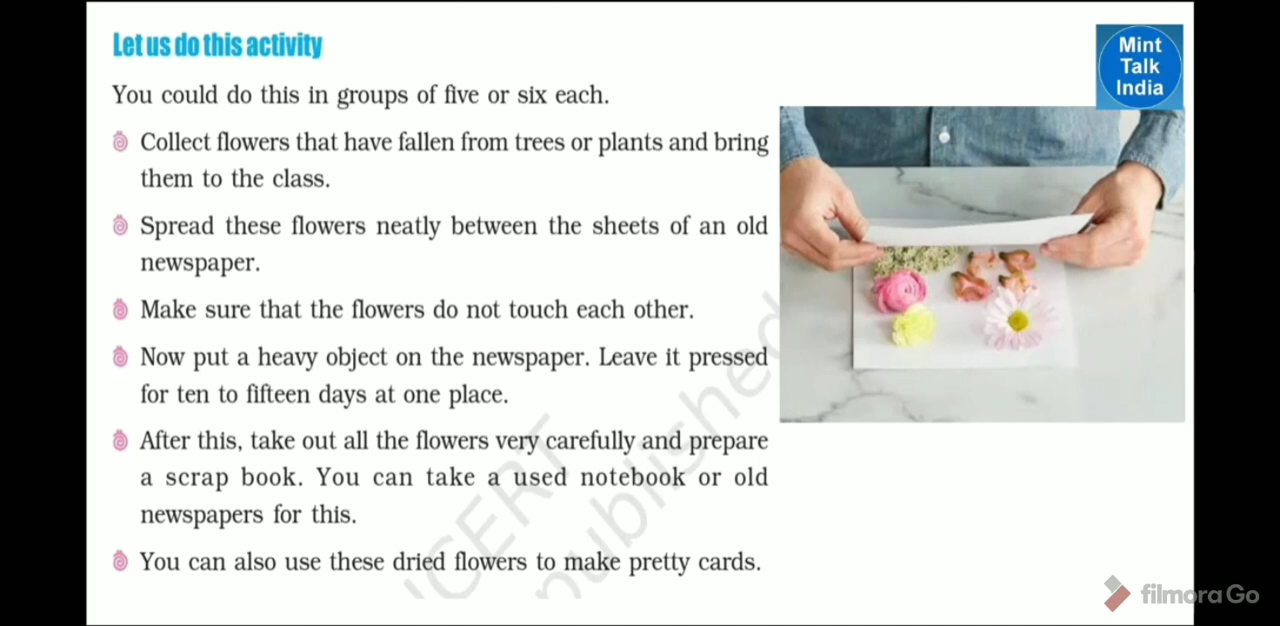 Let us do this activity
Mint
Talk
India
You could do this in groups of five or six each.
Collect flowers that have fallen from trees or plants and bring
them to the class.
Spread these flowers neatly between the sheets of an old
newspaper.
Make sure that the flowers do not touch each other.
Now put a heavy object on the newspaper. Leave it pressed
for ten to fifteen days at one place.
After this, take out all the flowers very carefully and prepare
a scrap book. You can take a used notebook or old
newspapers for this.
You can also use these dried flowers to make pretty cards.
published
filmoraGo